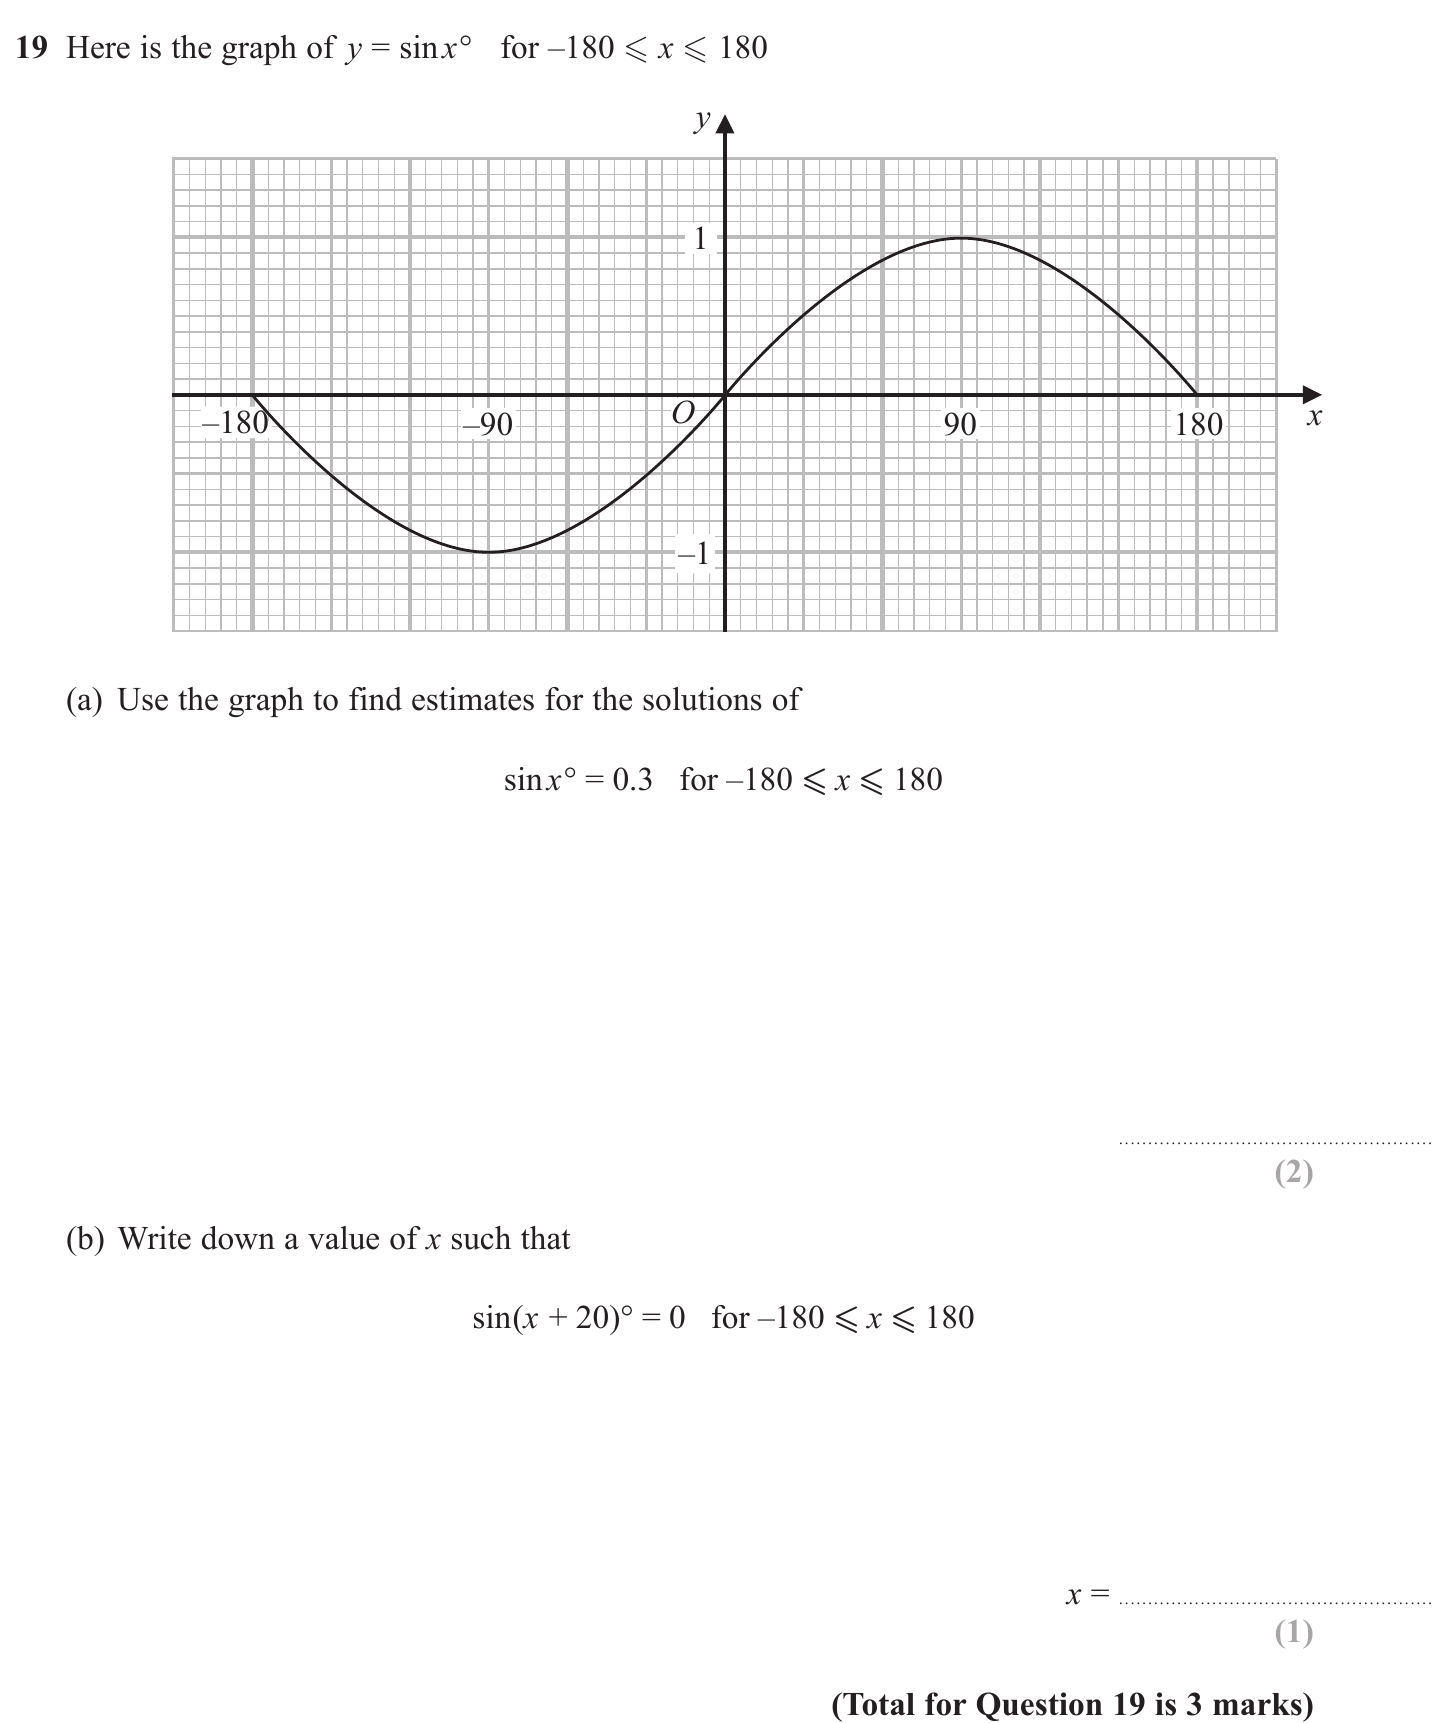 19 Here is the graph of y = sin x° for –180 ⩽ x ⩽ 180
y
1
–180
–90
O
90
180
x
–1
(a) Use the graph to find estimates for the solutions of
sin x° = 0.3 for –180 ⩽ x ⩽ 180
(2)
(b) Write down a value of x such that
sin(x + 20)° = 0 for –180 ⩽ x ⩽ 180
x =
(1)
(Total for Question 19 is 3 marks)